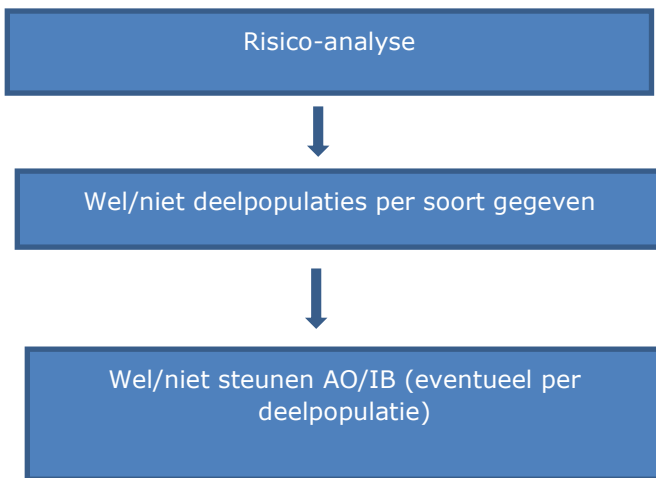 Risico-analyse
Wel/niet deelpopulaties per soort gegeven
Wel/niet steunen AO/IB (eventueel per
deelpopulatie)